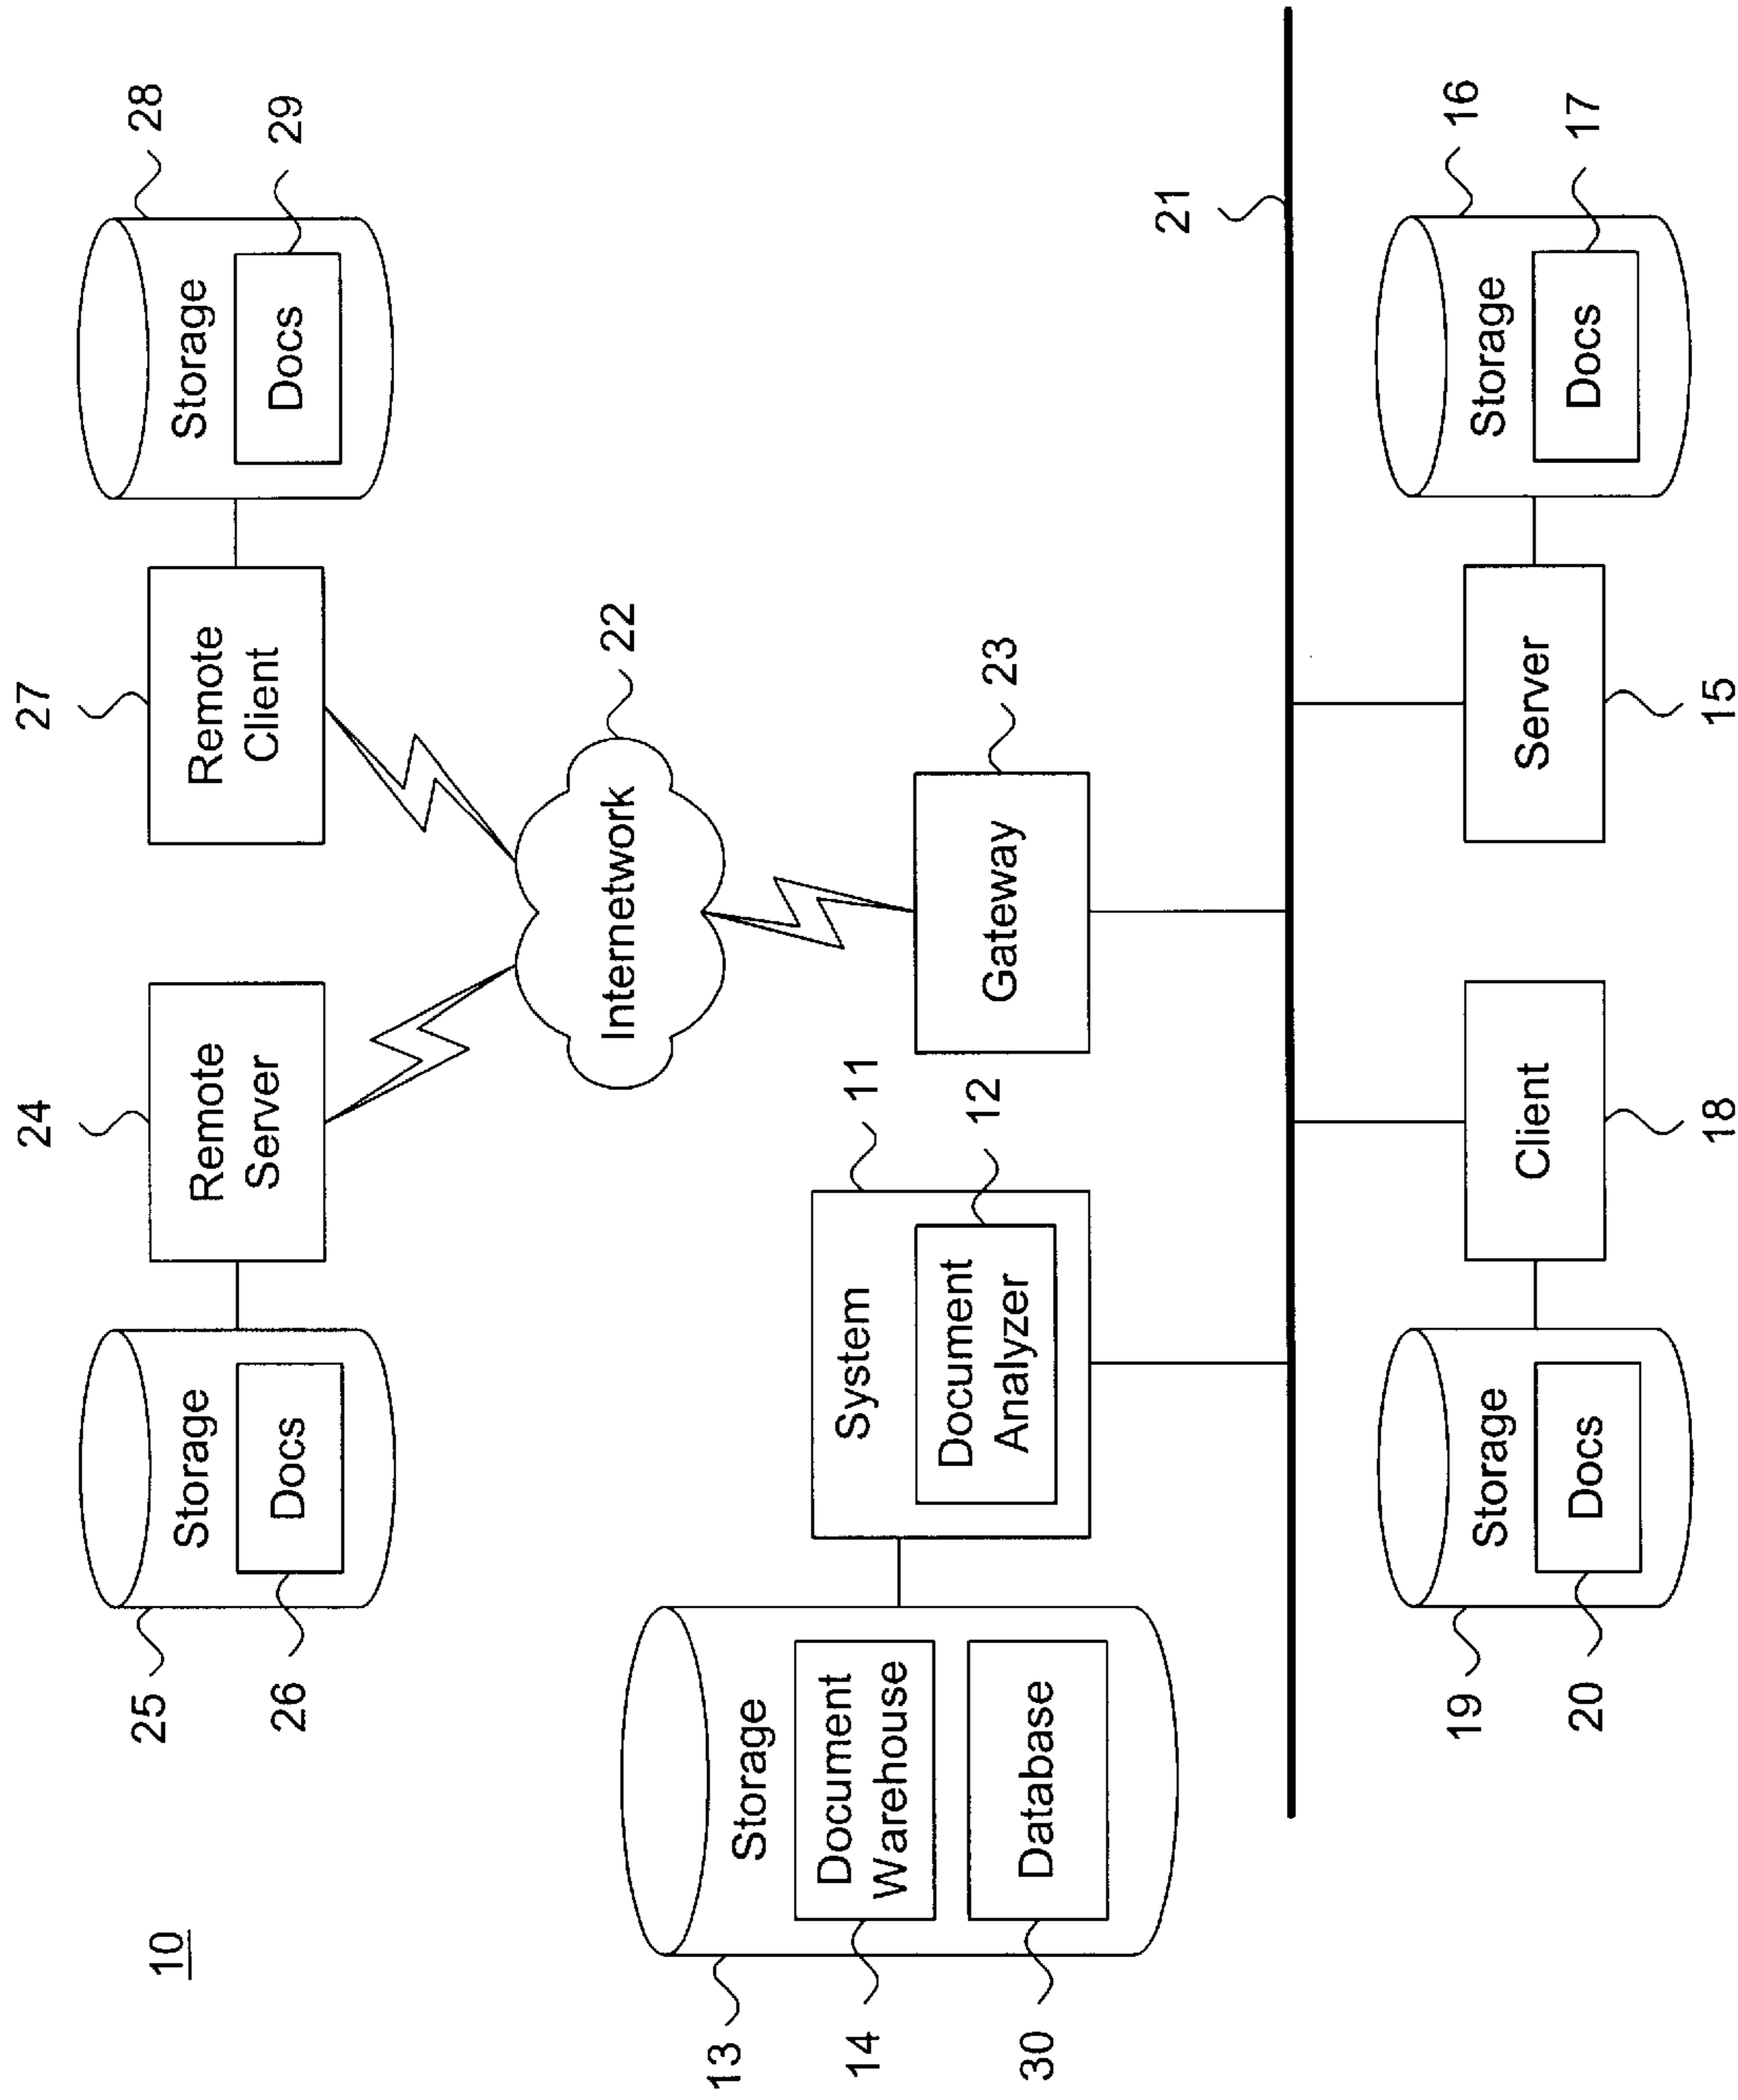 10
25
26
Storage
Docs
24
Remote
Server
27
Remote
Client
28
29
Storage
Docs
22
Internetwork
13
14
30
Storage
Document
Warehouse
Database
11
12
System
Document
Analyzer
23
Gateway
21
19
20
Storage
Docs
Client
18
Server
15
16
17
Storage
Docs